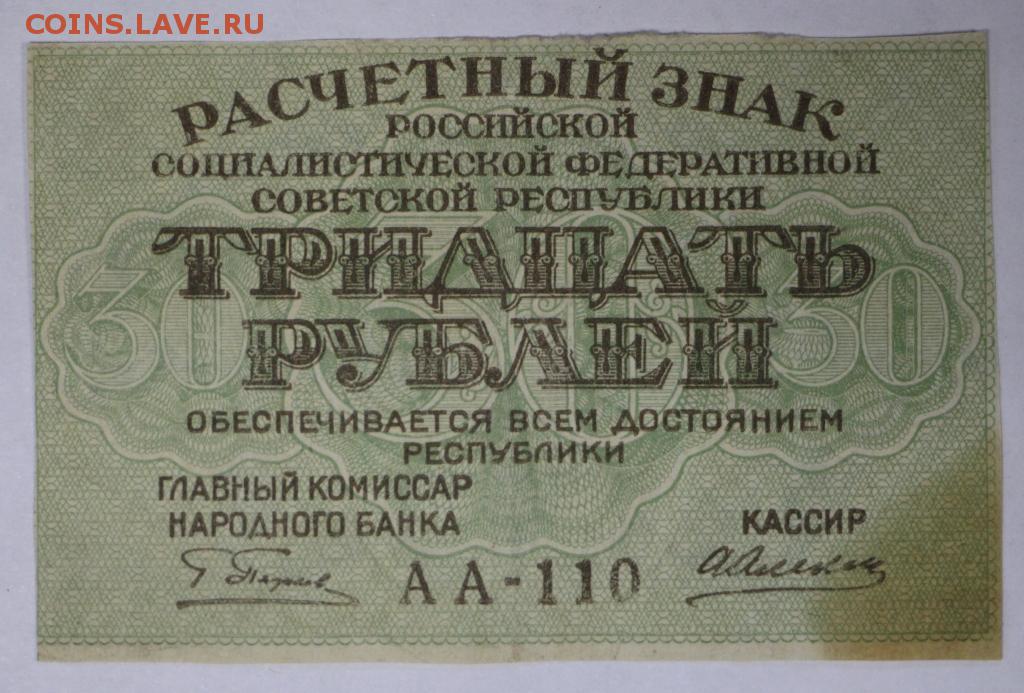 COINS.LAVE.RU
РАСЧЕТНЫЙ ЗНАК
РОССИЙСКОЙ
СОЦИАЛИСТИЧЕСКОЙ ФЕДЕРАТИВНОЙ
СОВЕТСКОЙ РЕСПУБЛИКИ
ТРИДЦАТЬ
30 30 30
РУБЛЕЙ
ОБЕСПЕЧИВАЕТСЯ ВСЕМ ДОСТОЯНИЕМ
РЕСПУБЛИКИ
ГЛАВНЫЙ КОМИССАР
НАРОДНОГО БАНКА
КАССИР
АА-110